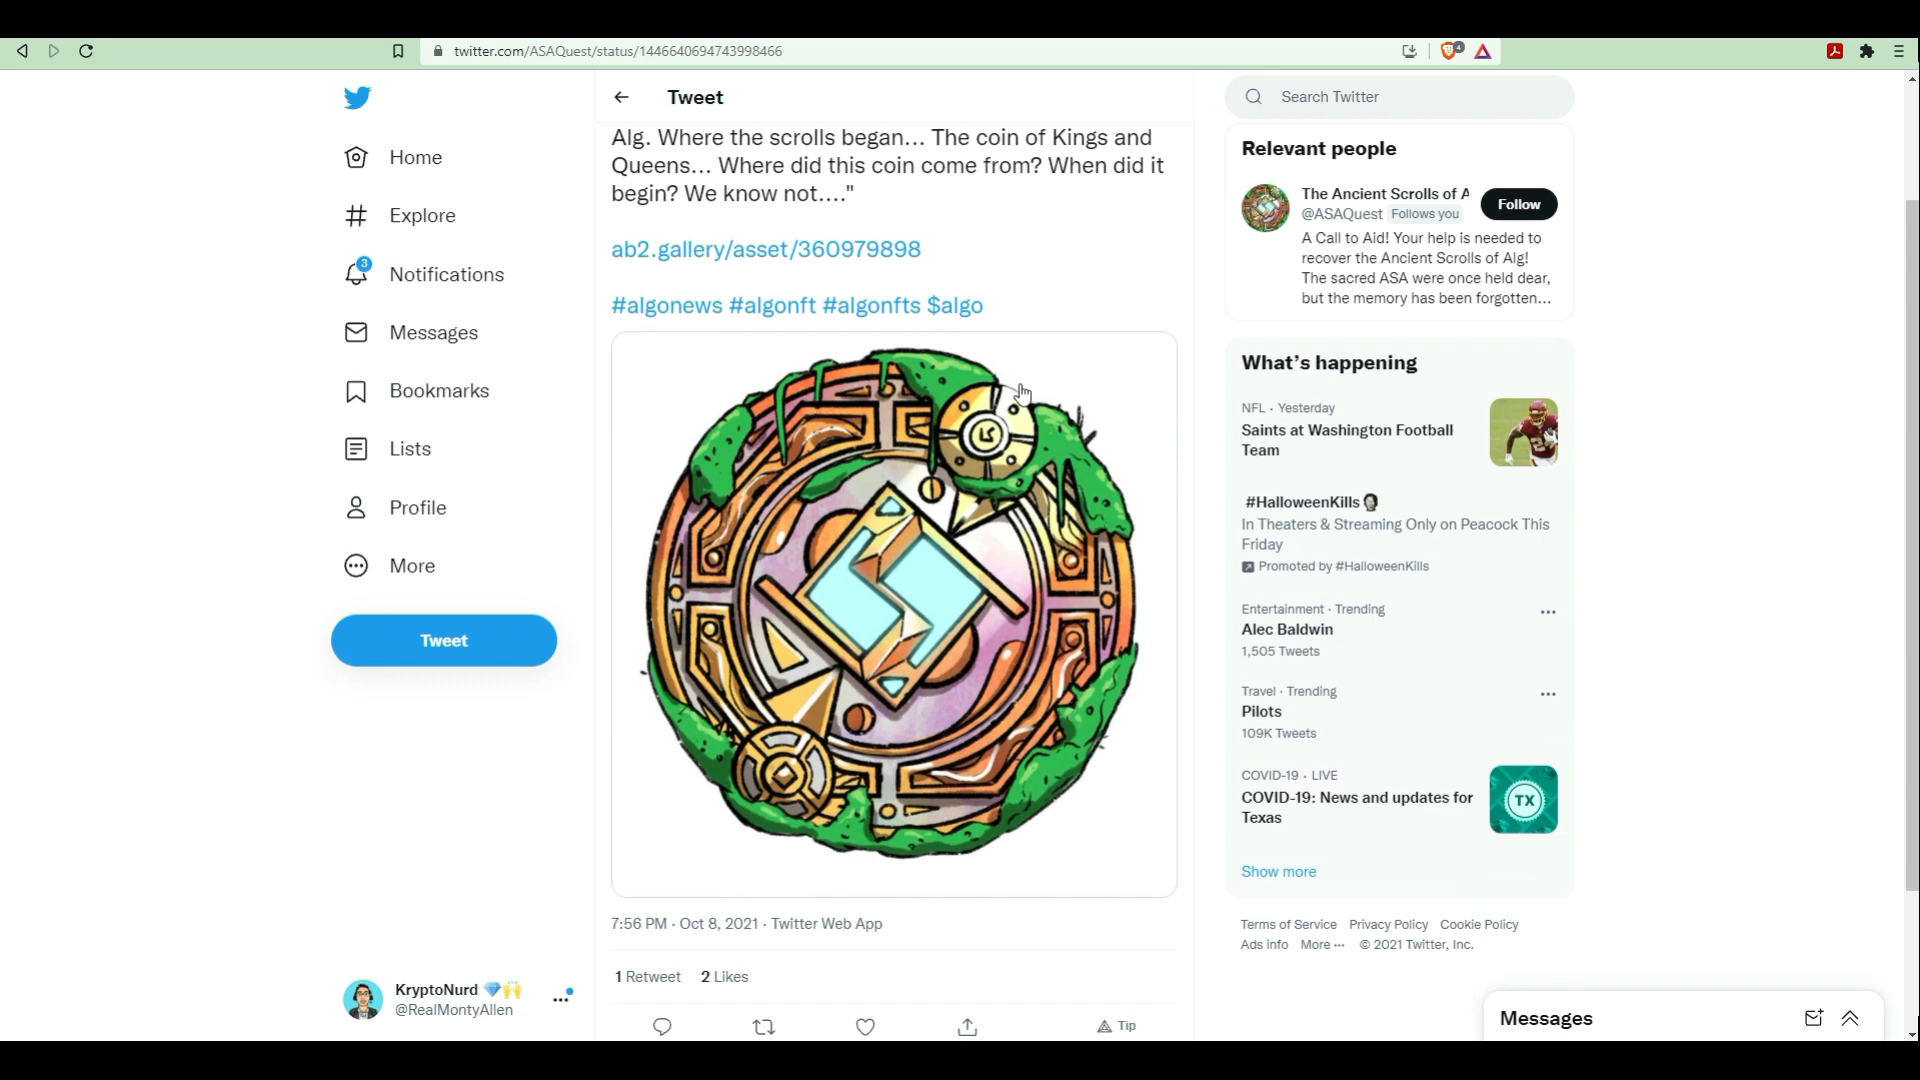 twitter.com/ASAQuest/status/1446640694743998466
4
Home
Explore
3
Notifications
Messages
Bookmarks
Lists
Profile
More
Tweet
KryptoNurd 💎🙌
@RealMontyAllen
Tweet
Alg. Where the scrolls began... The coin of Kings and
Queens... Where did this coin come from? When did it
begin? We know not...."
ab2.gallery/asset/360979898
#algonews #algonft #algonfts $algo
7:56 PM · Oct 8, 2021 · Twitter Web App
1 Retweet 2 Likes
Tip
Search Twitter
Relevant people
The Ancient Scrolls of A
@ASAQuest Follows you
Follow
A Call to Aid! Your help is needed to
recover the Ancient Scrolls of Alg!
The sacred ASA were once held dear,
but the memory has been forgotten...
What's happening
NFL · Yesterday
Saints at Washington Football
Team
#HalloweenKills
In Theaters & Streaming Only on Peacock This
Friday
Promoted by #HalloweenKills
Entertainment · Trending
Alec Baldwin
1,505 Tweets
Travel · Trending
Pilots
109K Tweets
COVID-19 · LIVE
COVID-19: News and updates for
Texas
TX
Show more
Terms of Service Privacy Policy Cookie Policy
Ads info More ··· © 2021 Twitter, Inc.
Messages